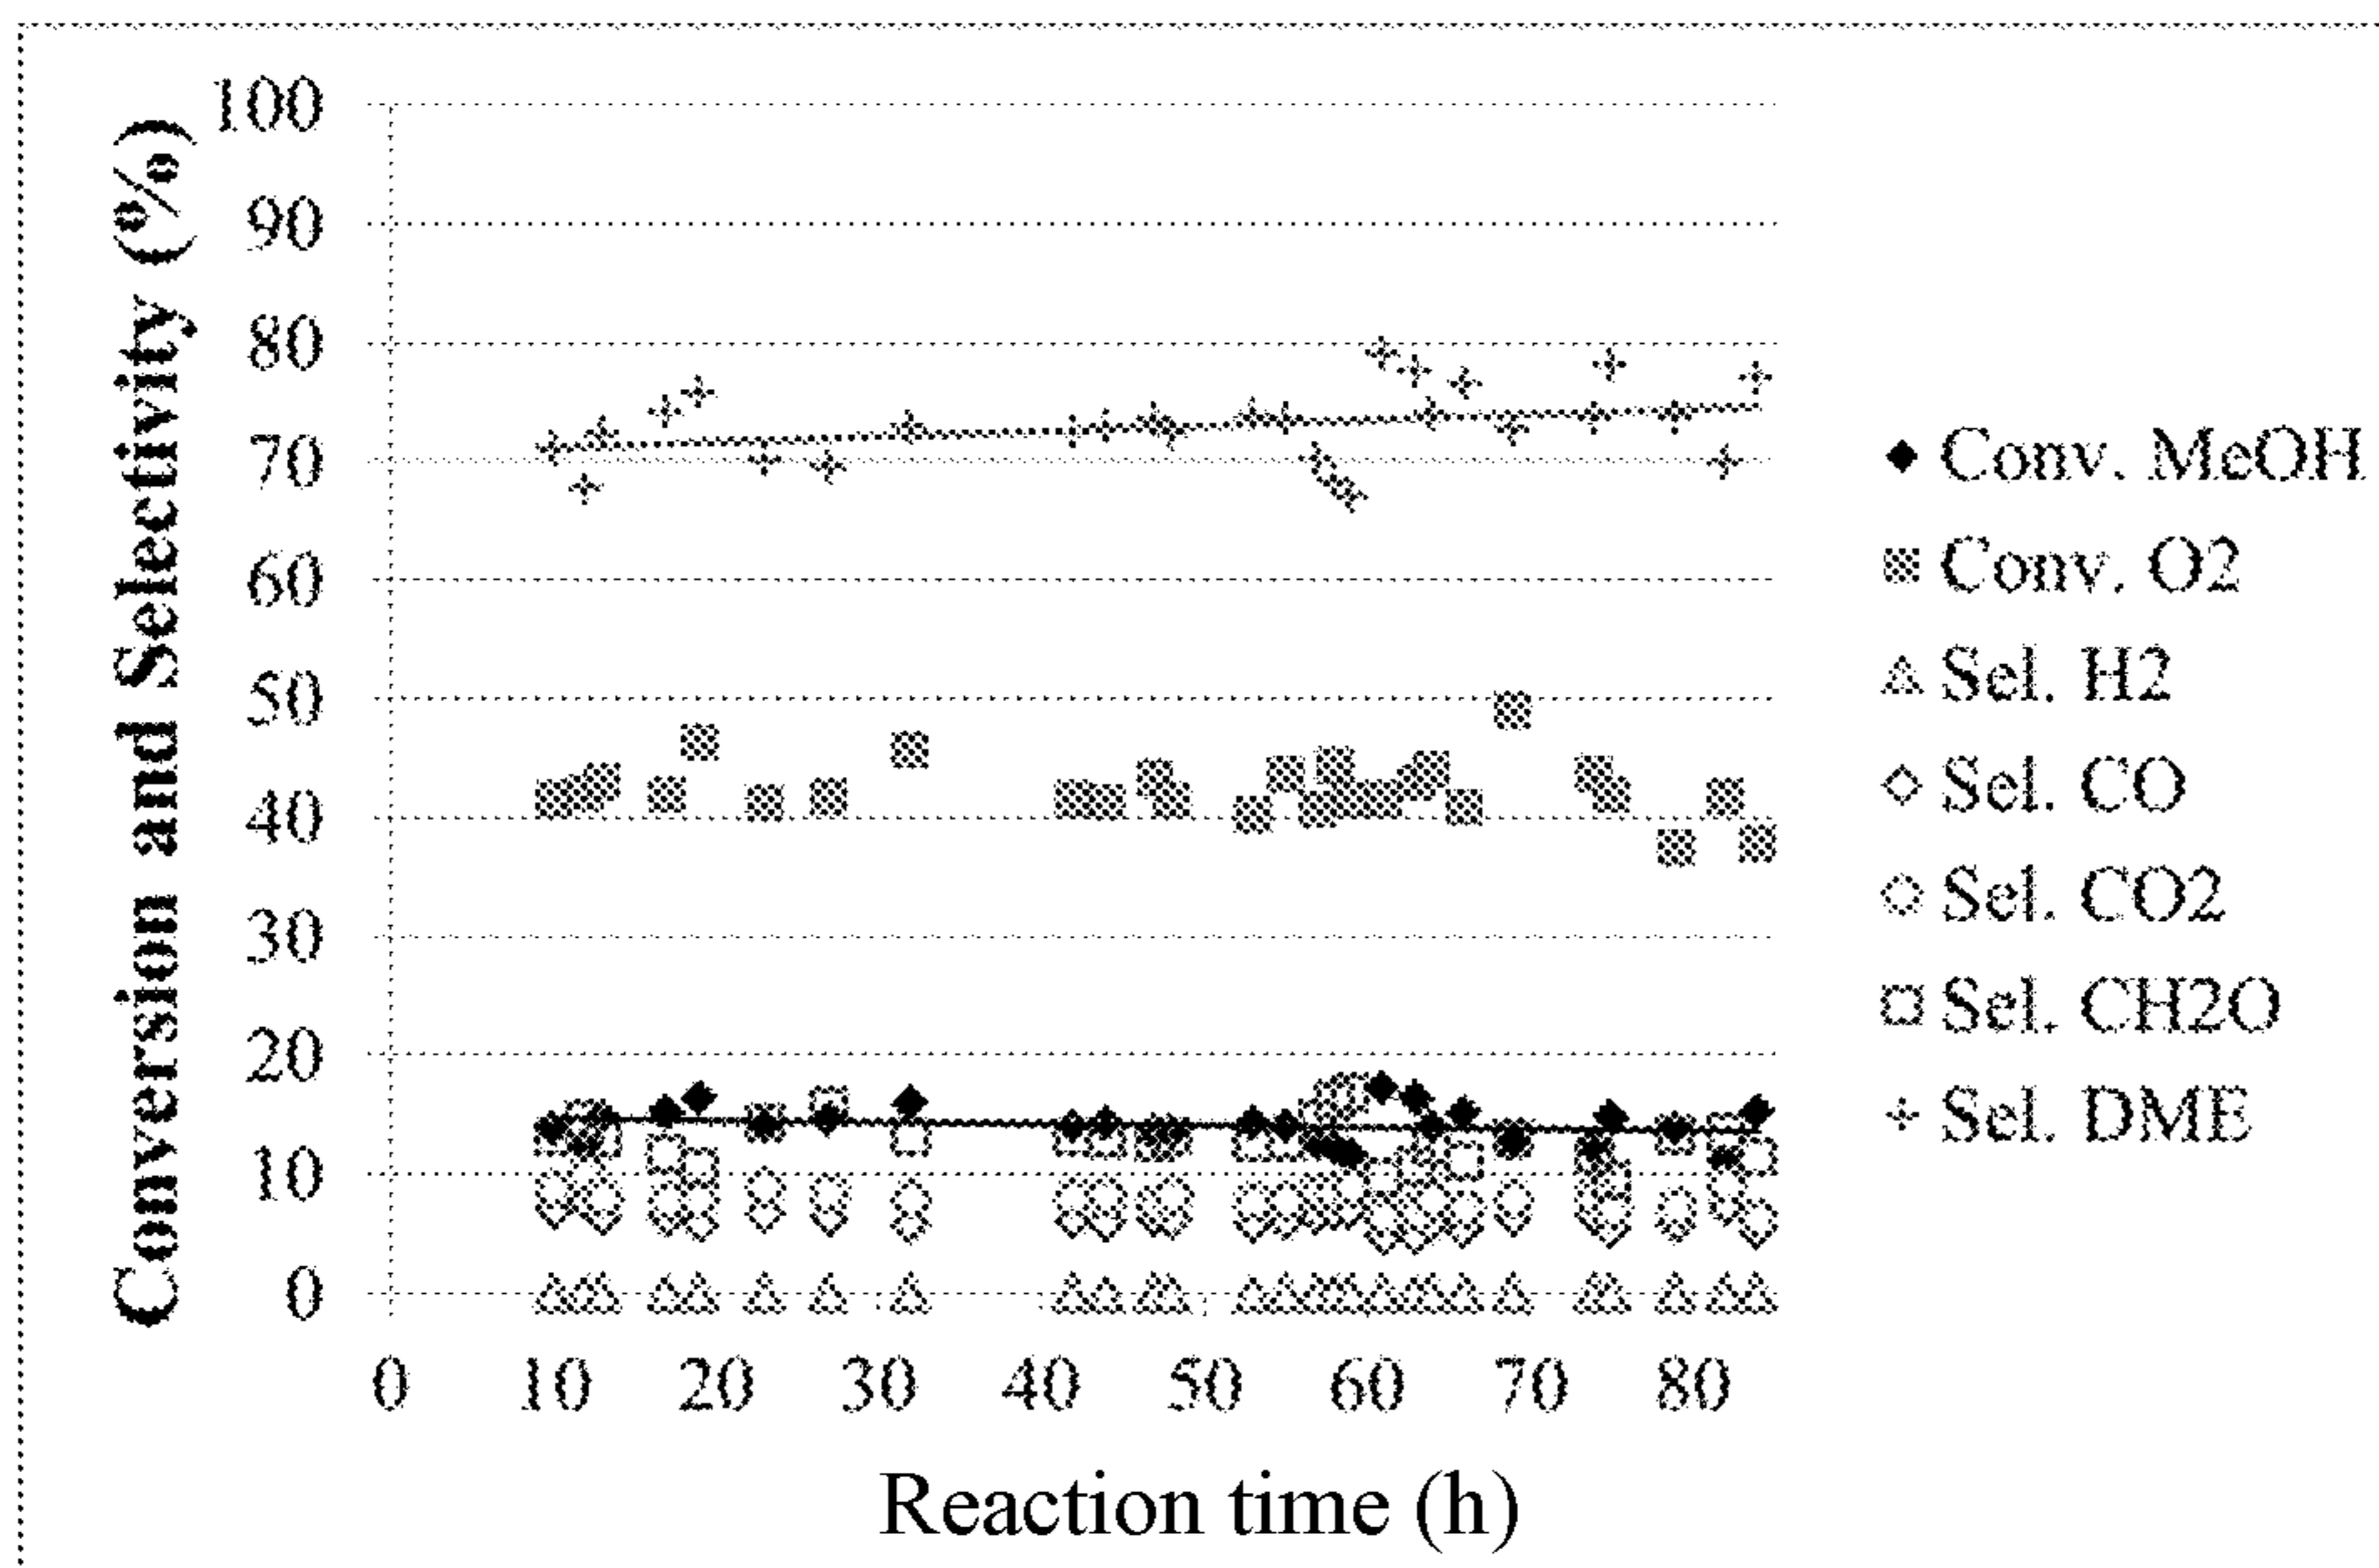 Conversion and Selectivity (%)
100
90
80
70
60
50
40
30
20
10
0
0 10 20 30 40 50 60 70 80
Reaction time (h)
Conv. MeOH
Conv. O2
Sel. H2
Sel. CO
Sel. CO2
Sel. CH2O
Sel. DME